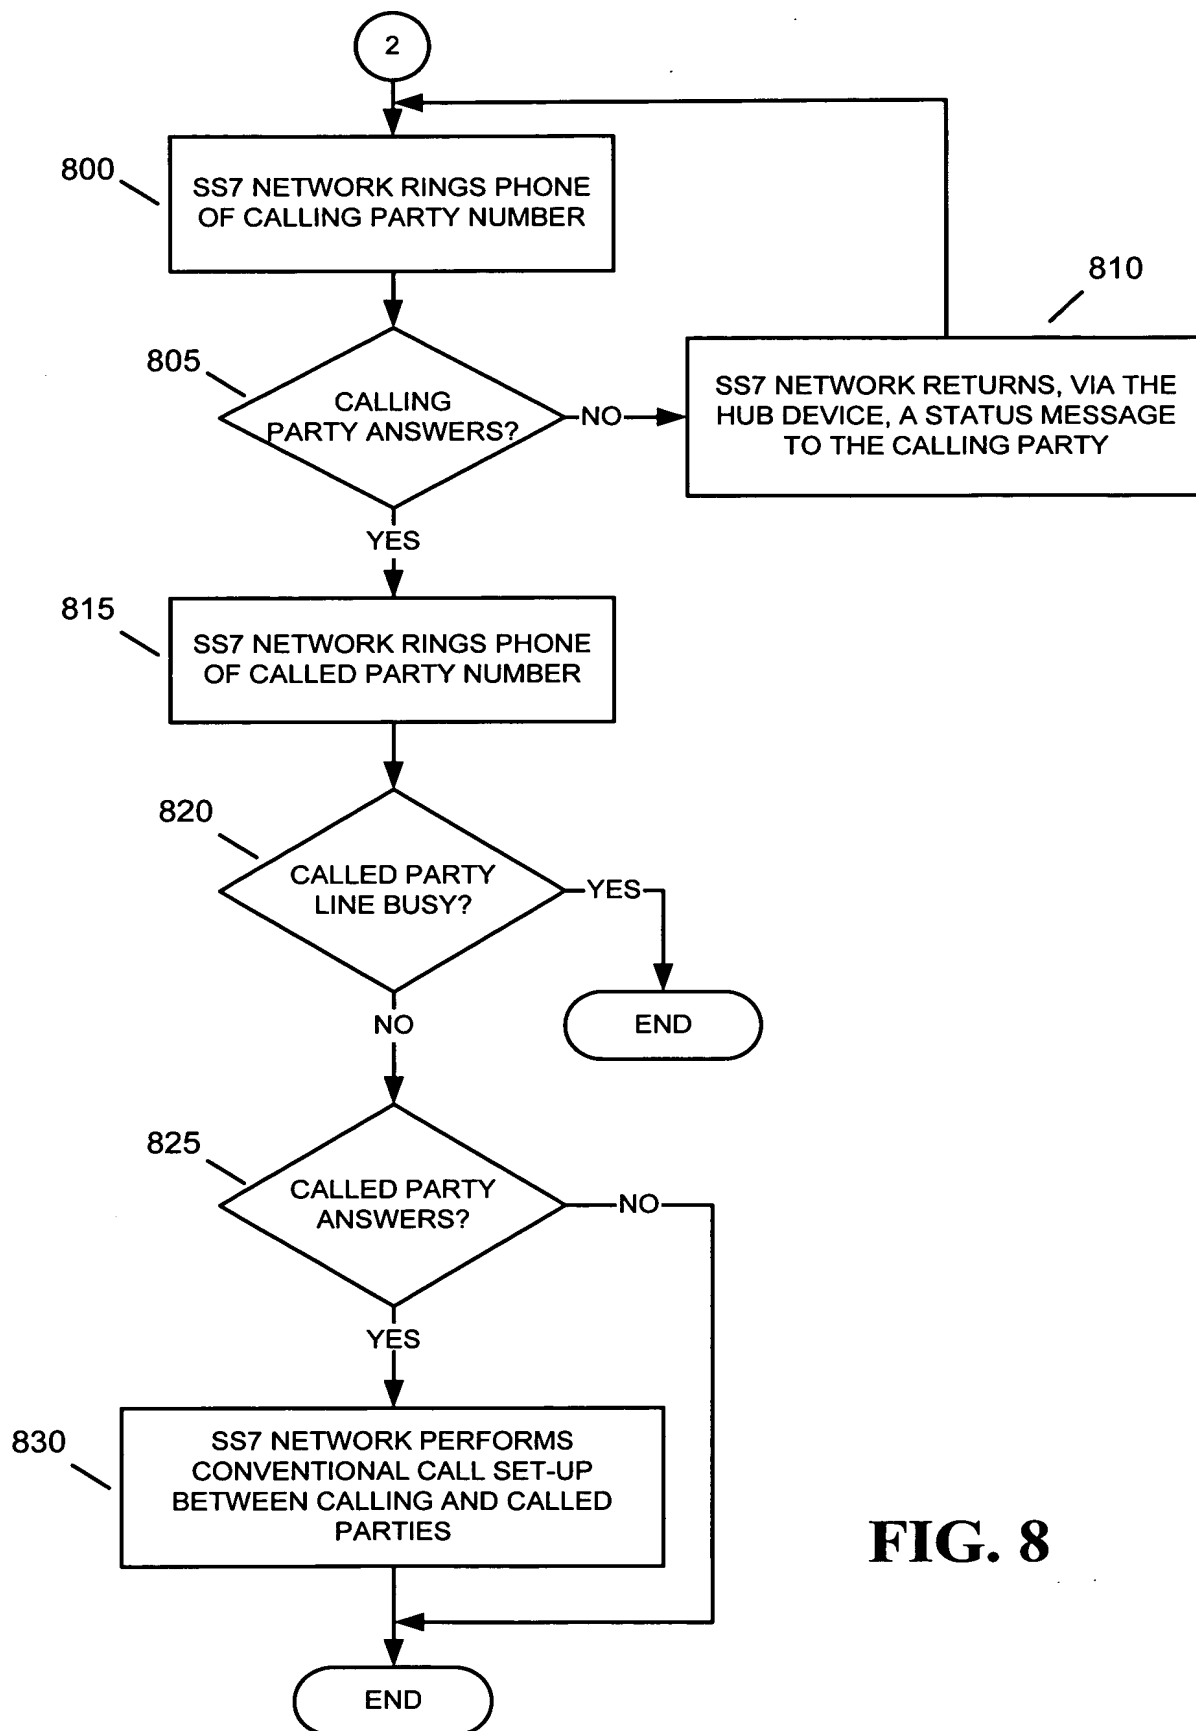 2
800
SS7 NETWORK RINGS PHONE
OF CALLING PARTY NUMBER
810
805
CALLING
PARTY ANSWERS?
NO
SS7 NETWORK RETURNS, VIA THE
HUB DEVICE, A STATUS MESSAGE
TO THE CALLING PARTY
YES
815
SS7 NETWORK RINGS PHONE
OF CALLED PARTY NUMBER
820
CALLED PARTY
LINE BUSY?
YES
END
NO
825
CALLED PARTY
ANSWERS?
NO
YES
830
SS7 NETWORK PERFORMS
CONVENTIONAL CALL SET-UP
BETWEEN CALLING AND CALLED
PARTIES
FIG. 8
END